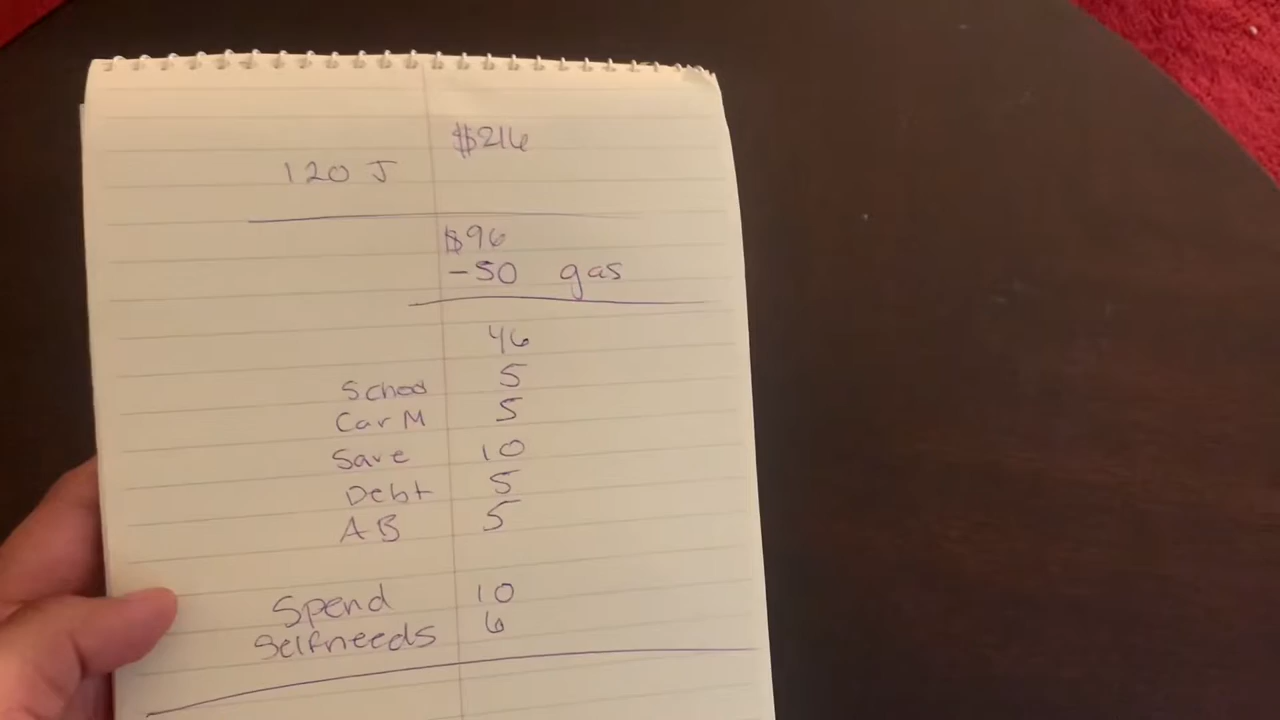 $216
120 J
$96
-50 gas
46
School 5
Car M 5
Save 10
Debt 5
AB 5
Spend 10
Selfneeds 6